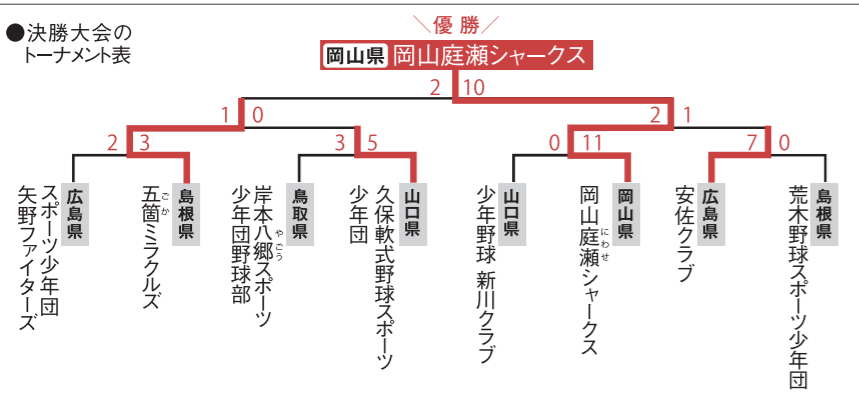 ●決勝大会の
トーナメント表
＼優勝／
岡山県 岡山庭瀬シャークス
2 10
1 0
2 1
2 3
3 5
0 11
7 0
広島県
スポーツ少年団
矢野ファイターズ
島根県
五箇ミラクルズ
ごか
鳥取県
岸本八郷スポーツ
やごう
少年団野球部
山口県
久保軟式野球スポーツ
少年団
山口県
少年野球 新川クラブ
岡山県
岡山庭瀬シャークス
にわせ
広島県
安佐クラブ
島根県
荒木野球スポーツ少年団